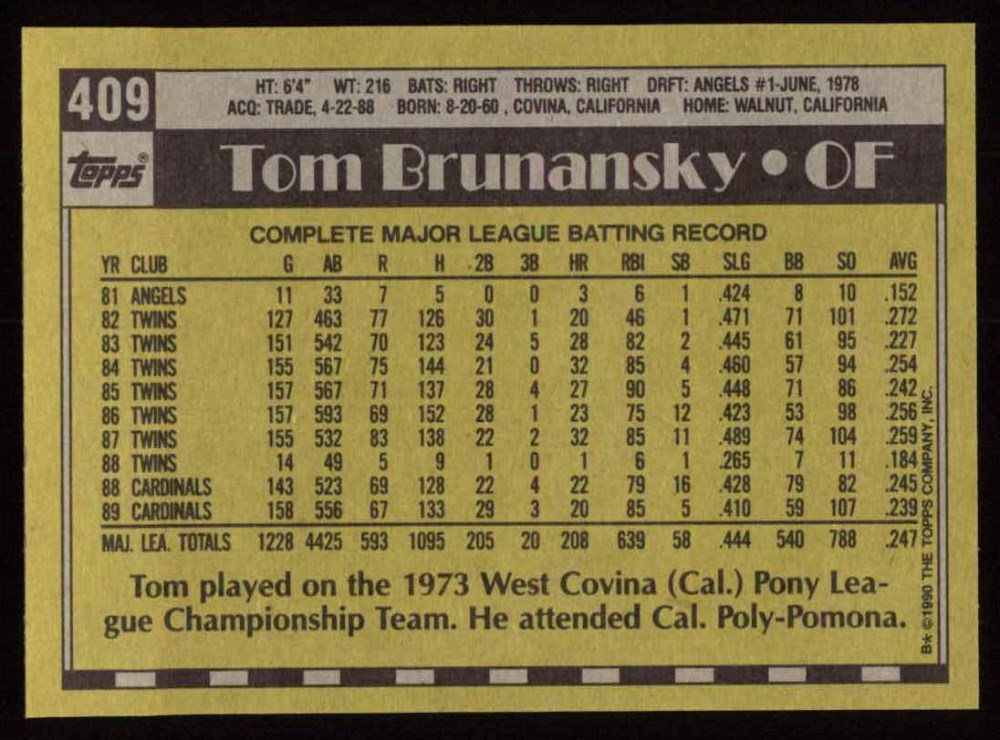 409
HT: 6'4" WT: 216 BATS: RIGHT THROWS: RIGHT DRFT: ANGELS #1-JUNE, 1978
ACQ: TRADE, 4-22-88 BORN: 8-20-60 , COVINA, CALIFORNIA HOME: WALNUT, CALIFORNIA
topps®
Tom Brunansky • OF
COMPLETE MAJOR LEAGUE BATTING RECORD
YR CLUB G AB R H 2B 3B HR RBI SB SLG BB SO AVG
81 ANGELS 11 33 7 5 0 0 3 6 1 .424 8 10 .152
82 TWINS 127 463 77 126 30 1 20 46 1 .471 71 101 .272
83 TWINS 151 542 70 123 24 5 28 82 2 .445 61 95 .227
84 TWINS 155 567 75 144 21 0 32 85 4 .460 57 94 .254
85 TWINS 157 567 71 137 28 4 27 90 5 .448 71 86 .242
86 TWINS 157 593 69 152 28 1 23 75 12 .423 53 98 .256
87 TWINS 155 532 83 138 22 2 32 85 11 .489 74 104 .259
88 TWINS 14 49 5 9 1 0 1 6 1 .265 7 11 .184
88 CARDINALS 143 523 69 128 22 4 22 79 16 .428 79 82 .245
89 CARDINALS 158 556 67 133 29 3 20 85 5 .410 59 107 .239
MAJ. LEA. TOTALS 1228 4425 593 1095 205 20 208 639 58 .444 540 788 .247
Tom played on the 1973 West Covina (Cal.) Pony Lea-
gue Championship Team. He attended Cal. Poly-Pomona.
B* ©1990 THE TOPPS COMPANY, INC.